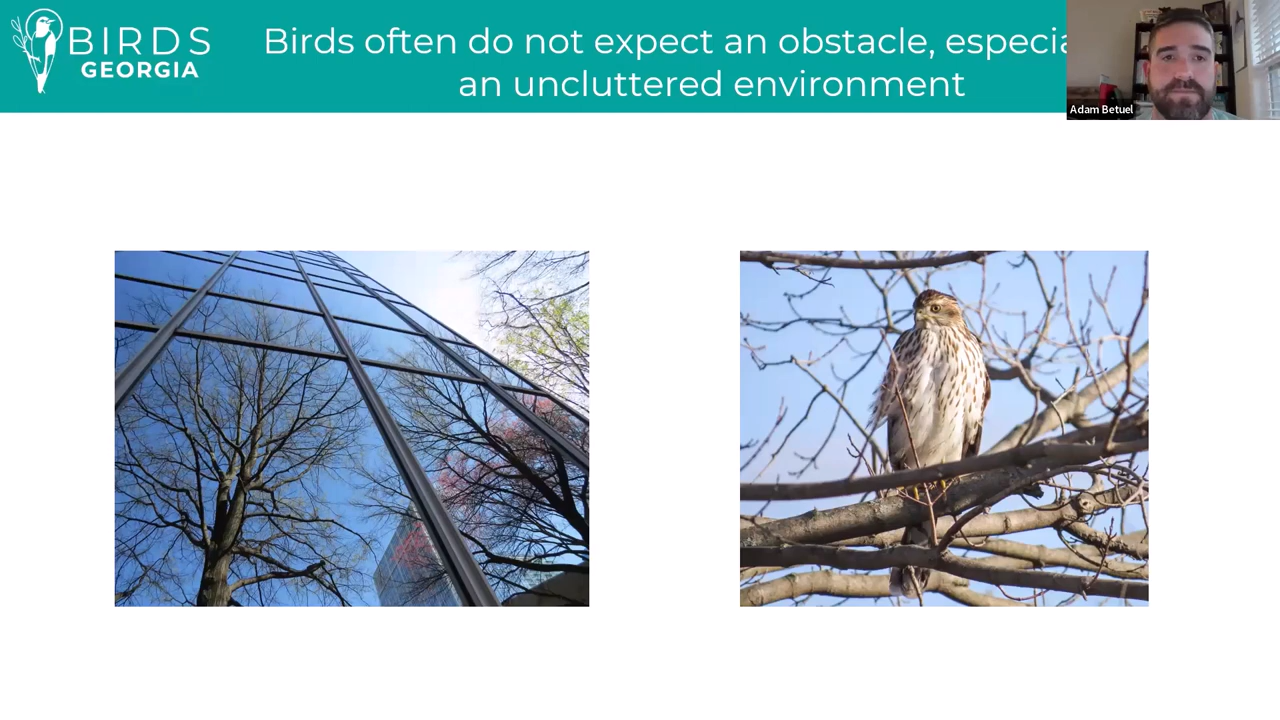 BIRDS
GEORGIA
Birds often do not expect an obstacle, especia
an uncluttered environment
Adam Betuel